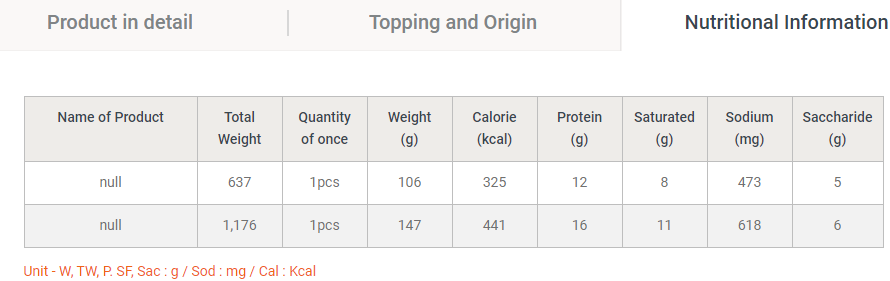 Product in detail | Topping and Origin Nutritional Information
Name of Product Total Weight Quantity of once Weight (g) Calorie (kcal) Protein (g) Saturated (g) Sodium (mg) Saccharide (g)
null 637 1pcs 106 325 12 8 473 5
null 1,176 1pcs 147 441 16 11 618 6
Unit - W, TW, P. SF, Sac : g / Sod : mg / Cal : Kcal